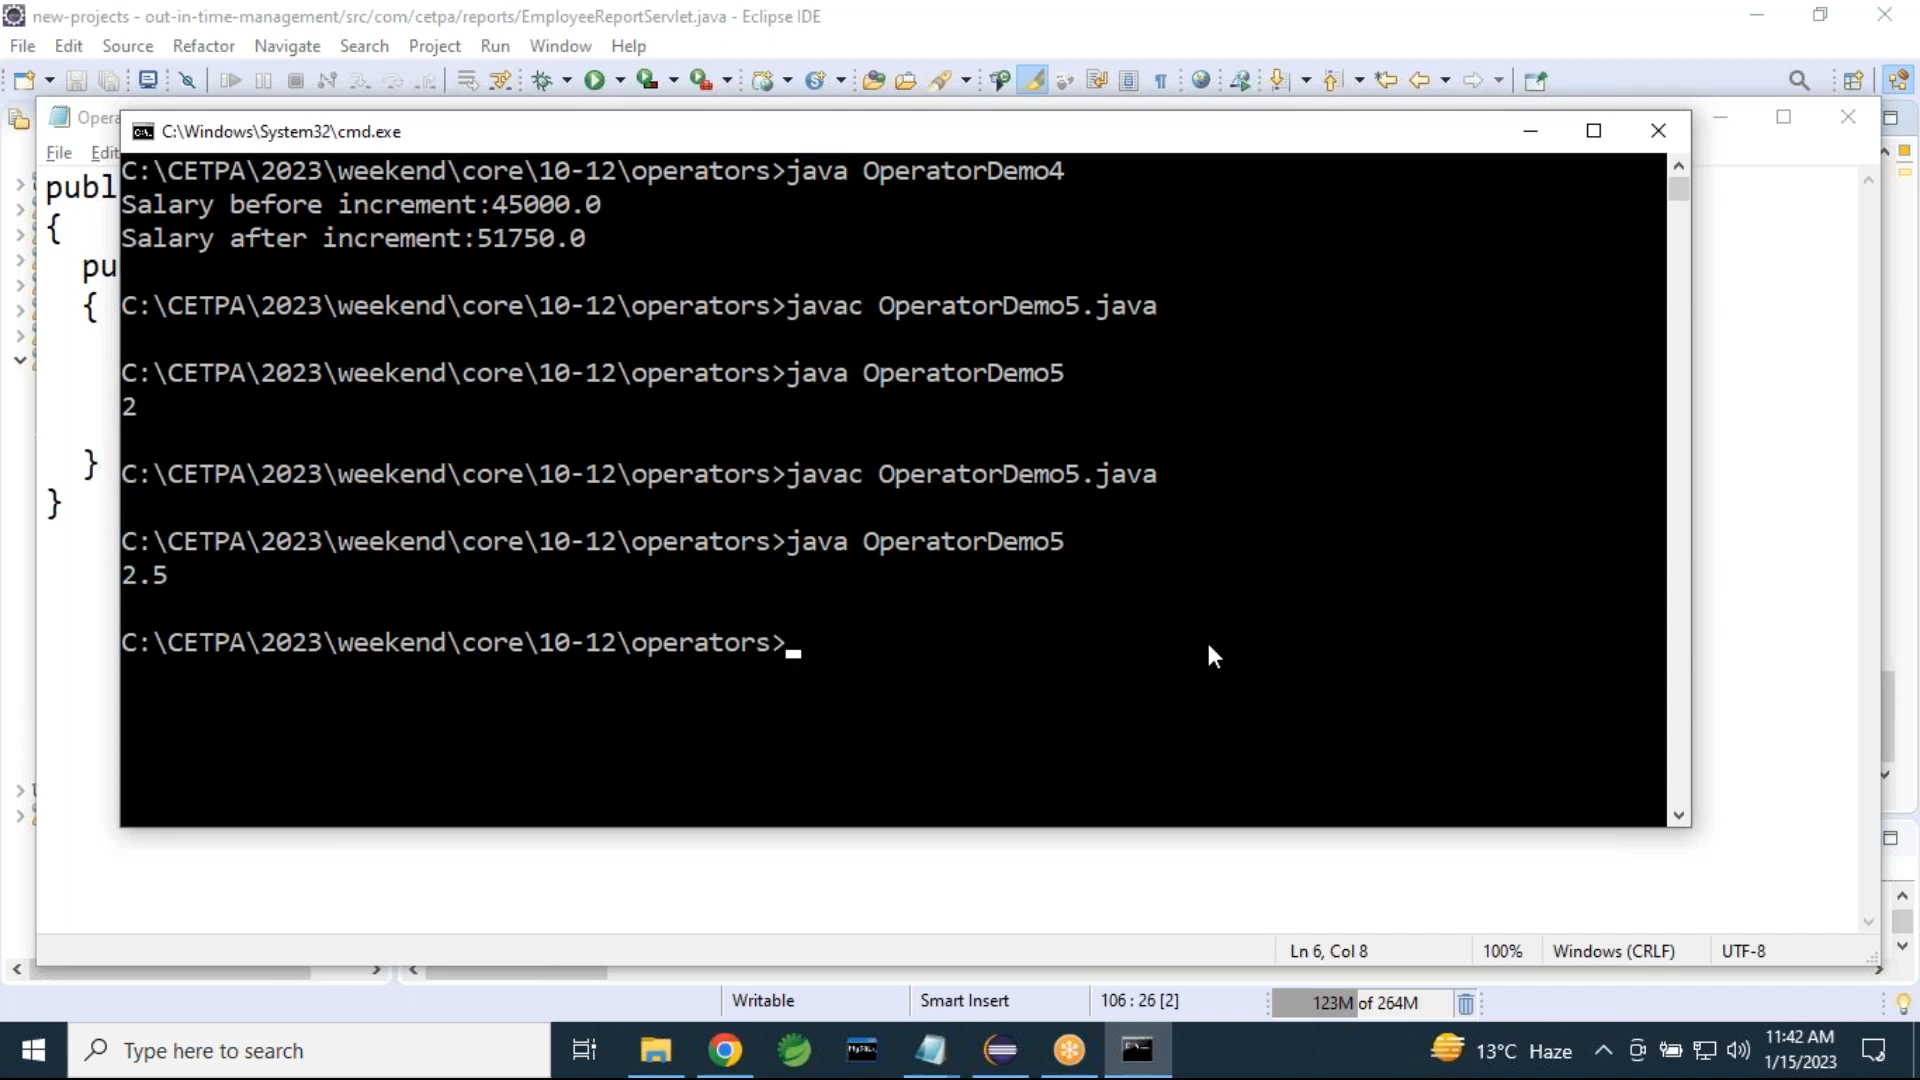 new-projects - out-in-time-management/src/com/cetpa/reports/EmployeeReportServlet.java - Eclipse IDE
File Edit Source Refactor Navigate Search Project Run Window Help
Opera
C:\Windows\System32\cmd.exe
File Edit
publ
{
pu
{
}
}
C:\CETPA\2023\weekend\core\10-12\operators>java OperatorDemo4
Salary before increment:45000.0
Salary after increment:51750.0
C:\CETPA\2023\weekend\core\10-12\operators>javac OperatorDemo5.java
C:\CETPA\2023\weekend\core\10-12\operators>java OperatorDemo5
2
C:\CETPA\2023\weekend\core\10-12\operators>javac OperatorDemo5.java
C:\CETPA\2023\weekend\core\10-12\operators>java OperatorDemo5
2.5
C:\CETPA\2023\weekend\core\10-12\operators>
Ln 6, Col 8 100% Windows (CRLF) UTF-8
Writable Smart Insert 106 : 26 [2] 123M of 264M
Type here to search
MySQL
13°C Haze
11:42 AM
1/15/2023